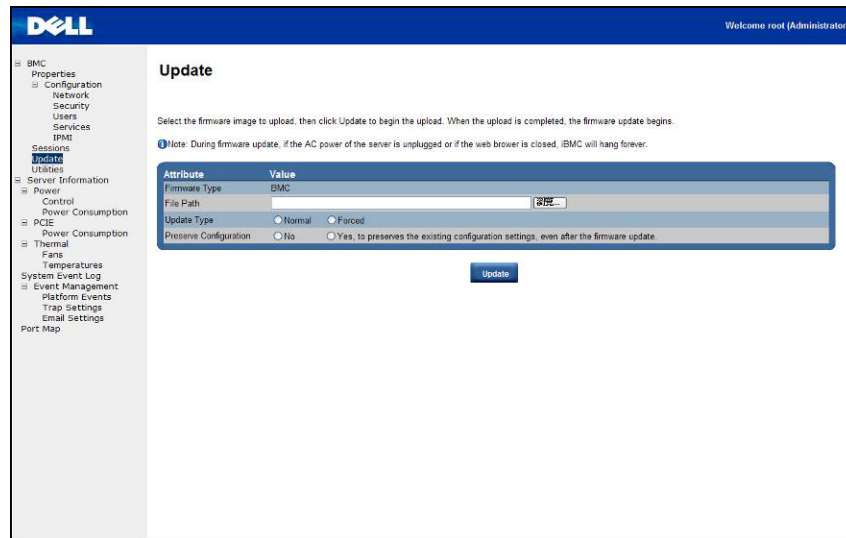 DELL
Welcome root (Administrator
BMC
Properties
Configuration
Network
Security
Users
Services
IPMI
Sessions
Update
Utilities
Server Information
Power
Control
Power Consumption
PCIE
Power Consumption
Thermal
Fans
Temperatures
System Event Log
Event Management
Platform Events
Trap Settings
Email Settings
Port Map
Update
Select the firmware image to upload, then click Update to begin the upload. When the upload is completed, the firmware update begins.
Note: During firmware update, if the AC power of the server is unplugged or if the web brower is closed, iBMC will hang forever.
Attribute Value
Firmware Type BMC
File Path
Update Type Normal Forced
Preserve Configuration No Yes, to preserves the existing configuration settings, even after the firmware update.
Update